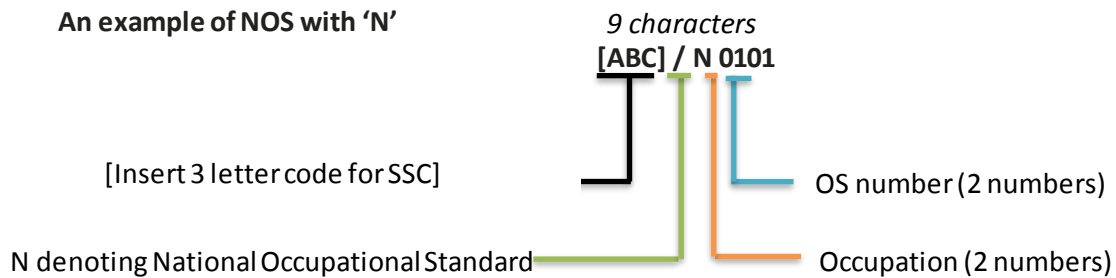 An example of NOS with ‘N’
9 characters
[ABC] / N 0101
[Insert 3 letter code for SSC]
OS number (2 numbers)
N denoting National Occupational Standard
Occupation (2 numbers)